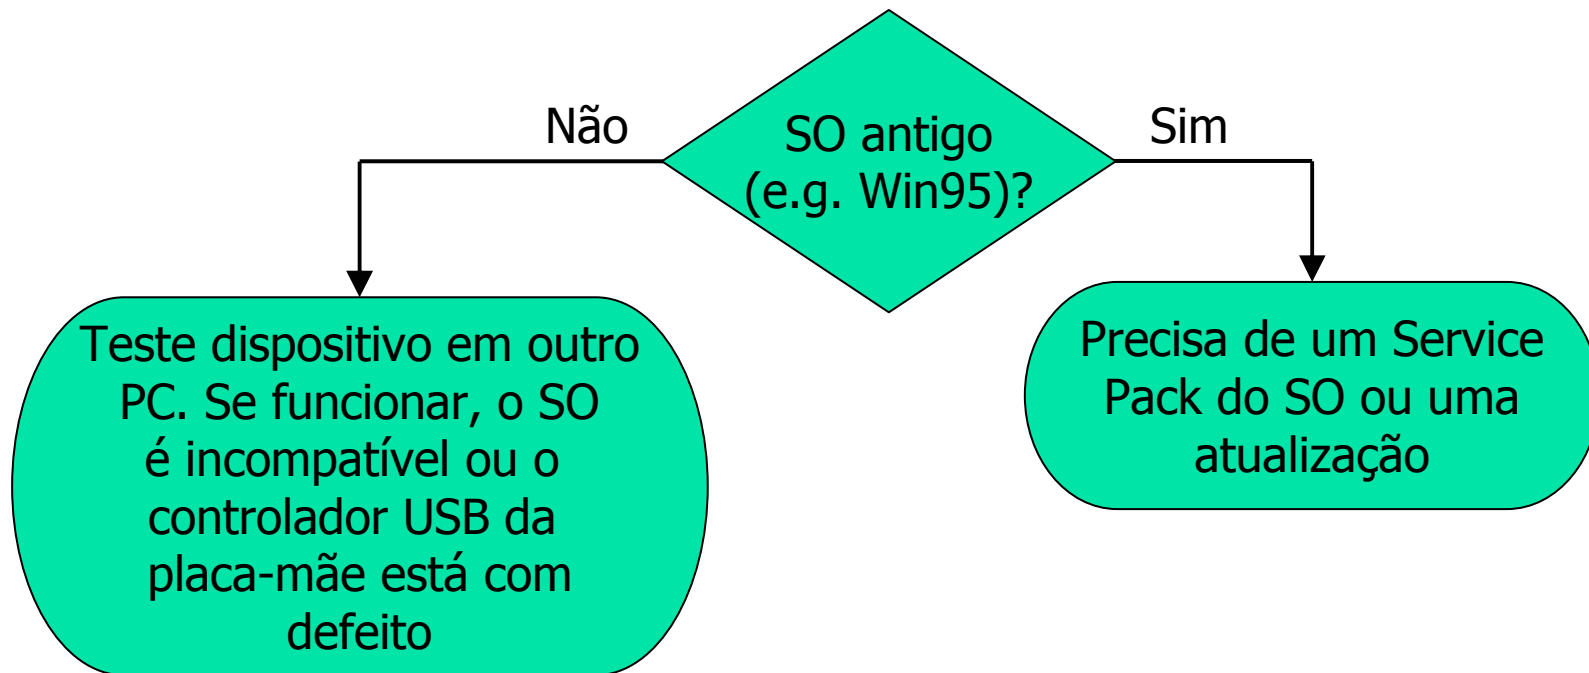 Não
SO antigo
(e.g. Win95)?
Sim
Teste dispositivo em outro
PC. Se funcionar, o SO
é incompatível ou o
controlador USB da
placa-mãe está com
defeito
Precisa de um Service
Pack do SO ou uma
atualização